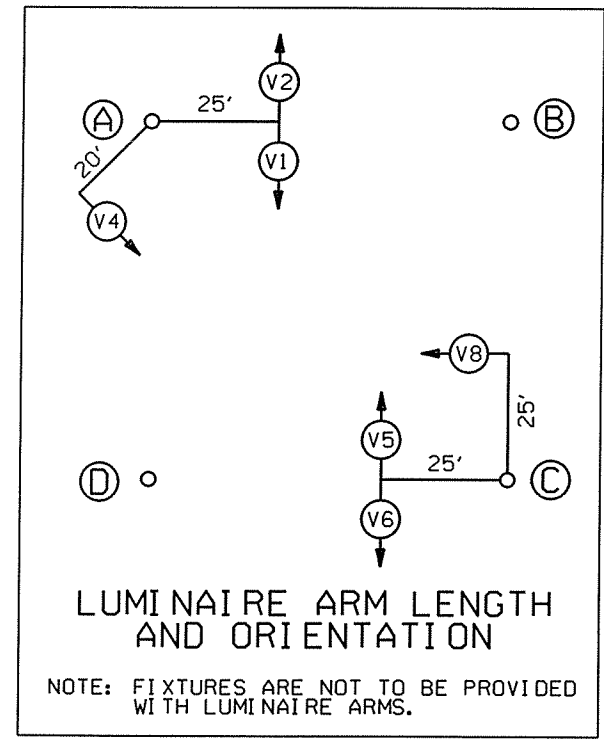 V2
A
25'
B
V1
20'
V4
V8
25'
V5
D
25'
C
V6
LUMINAIRE ARM LENGTH
AND ORIENTATION
NOTE: FIXTURES ARE NOT TO BE PROVIDED
WITH LUMINAIRE ARMS.